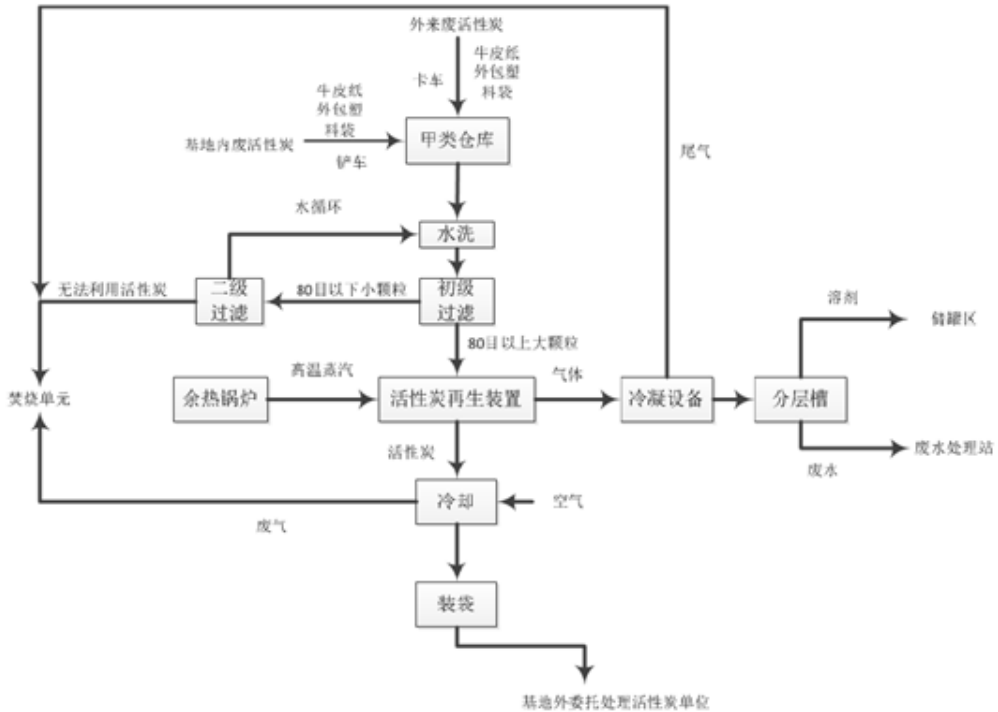 外来废活性炭
牛皮纸
外包塑
料袋
卡车
牛皮纸
外包塑
料袋
基地内废活性炭
铲车
甲类仓库
尾气
水循环
水洗
无法利用活性炭
二级
过滤
80目以下小颗粒
初级
过滤
溶剂
储罐区
80目以上大颗粒
高温蒸汽
气体
焚烧单元
余热锅炉
活性炭再生装置
冷凝设备
分层槽
活性炭
废水处理站
废水
冷却
空气
废气
装袋
基地外委托处理活性炭单位